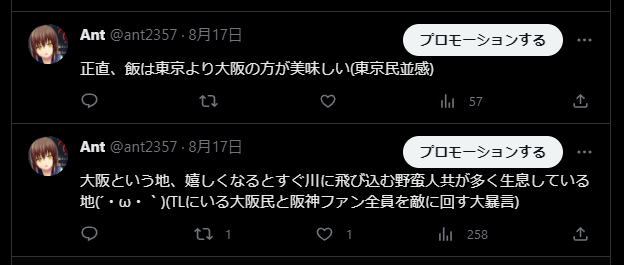 Ant @ant2357 · 8月17日
プロモーションする
正直、飯は東京より大阪の方が美味しい(東京民並感)
57
Ant @ant2357 · 8月17日
プロモーションする
大阪という地、嬉しくなるとすぐ川に飛び込む野蛮人共が多く生息している
地(´・ω・｀)(TLにいる大阪民と阪神ファン全員を敵に回す大暴言)
1 1 258